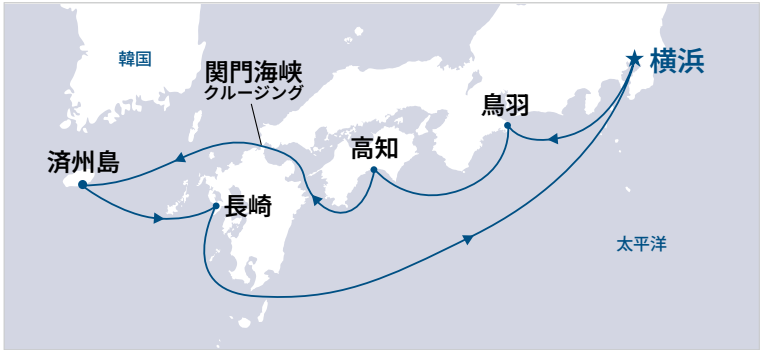 韓国
関門海峡
クルージング
横浜
鳥羽
高知
済州島
長崎
太平洋